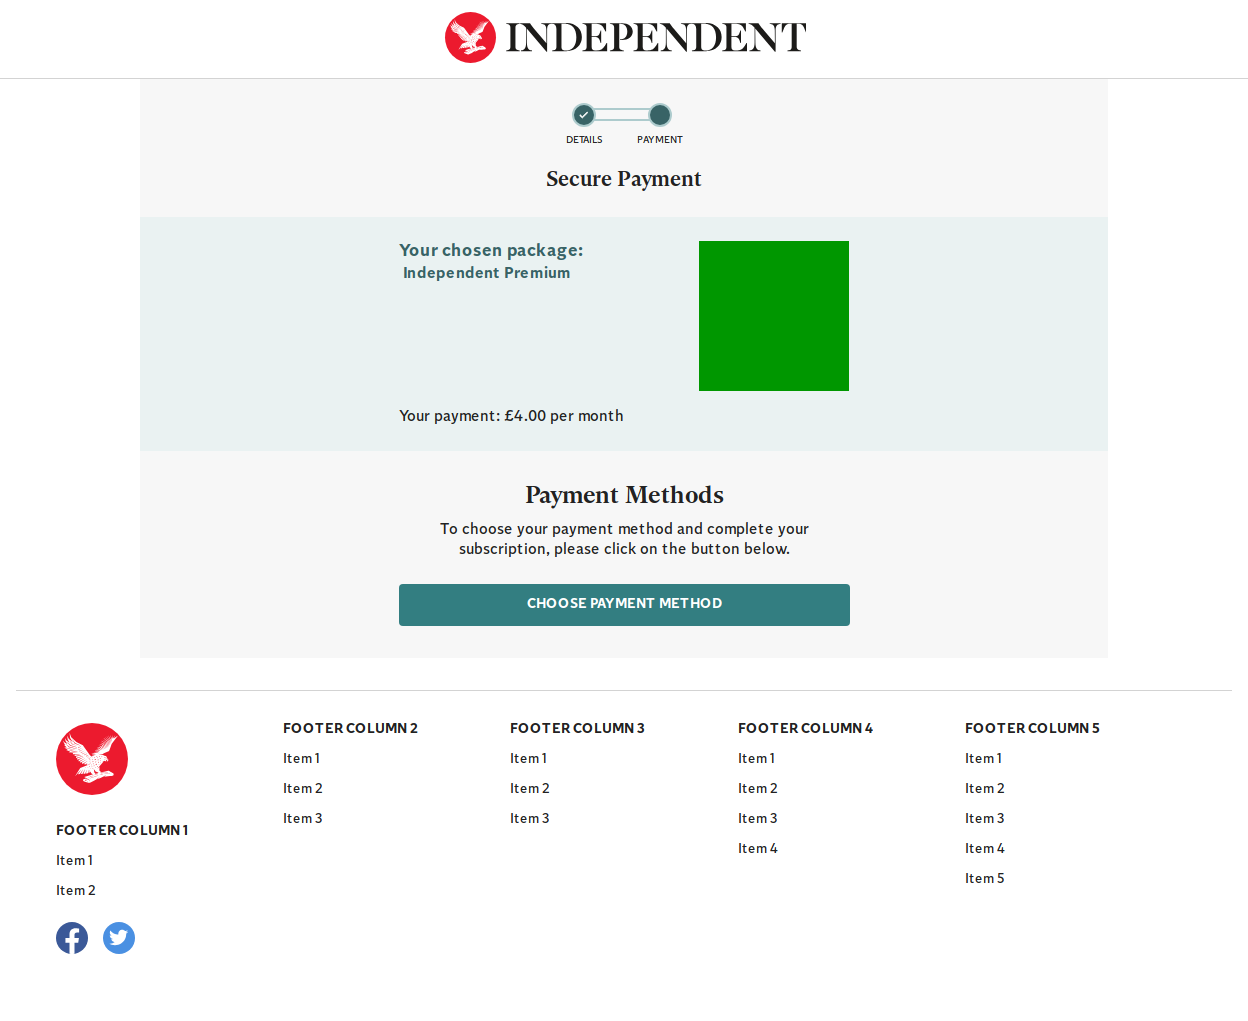 INDEPENDENT
DETAILS
PAYMENT
Secure Payment
Your chosen package:
Independent Premium
Your payment: £4.00 per month
Payment Methods
To choose your payment method and complete your
subscription, please click on the button below.
CHOOSE PAYMENT METHOD
FOOTER COLUMN 1
Item 1
Item 2
FOOTER COLUMN 2
Item 1
Item 2
Item 3
FOOTER COLUMN 3
Item 1
Item 2
Item 3
FOOTER COLUMN 4
Item 1
Item 2
Item 3
Item 4
FOOTER COLUMN 5
Item 1
Item 2
Item 3
Item 4
Item 5